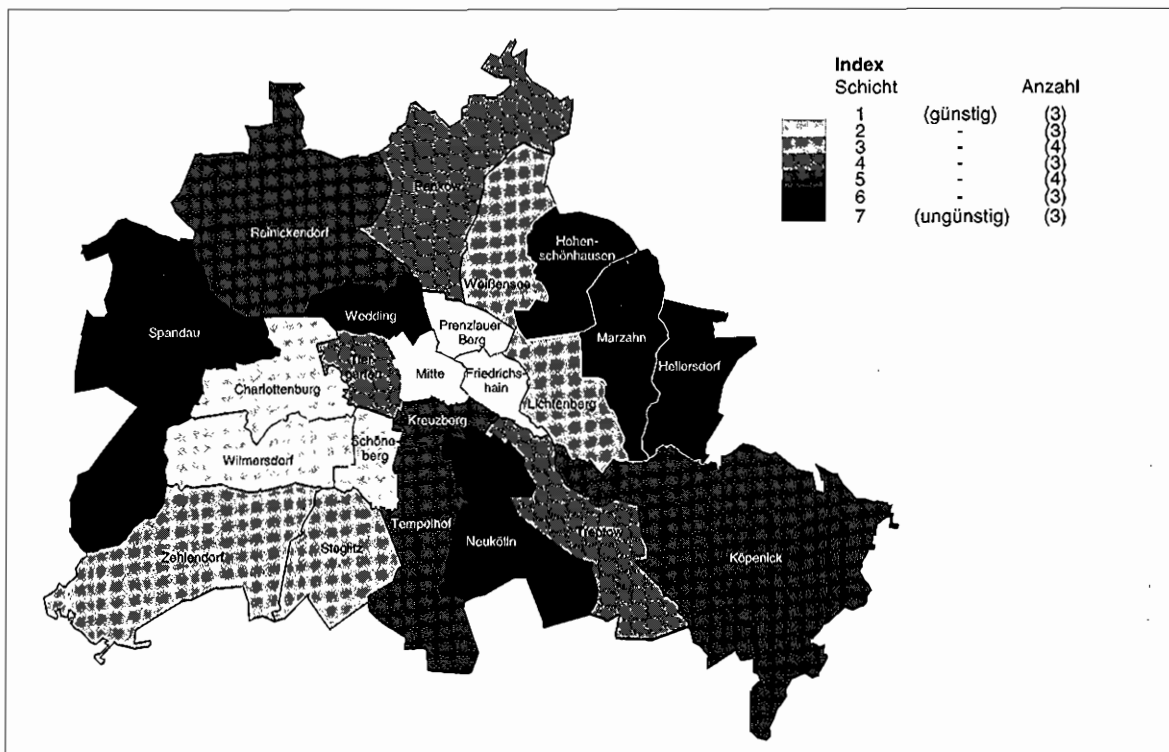 Index
Schicht Anzahl
1 (günstig) (3)
2 - (3)
3 - (4)
4 - (3)
5 - (4)
6 - (3)
7 (ungünstig) (3)
Pankow
Reinickendorf
Hohen-
schönhausen
Weißensee
Wedding
Spandau
Prenzlauer
Berg
Marzahn
Tier-
garten
Mitte
Friedrichs-
hain
Hellersdorf
Charlottenburg
Lichtenberg
Kreuzberg
Schöne-
berg
Wilmersdorf
Tempelhof
Neukölln
Treptow
Steglitz
Zehlendorf
Köpenick